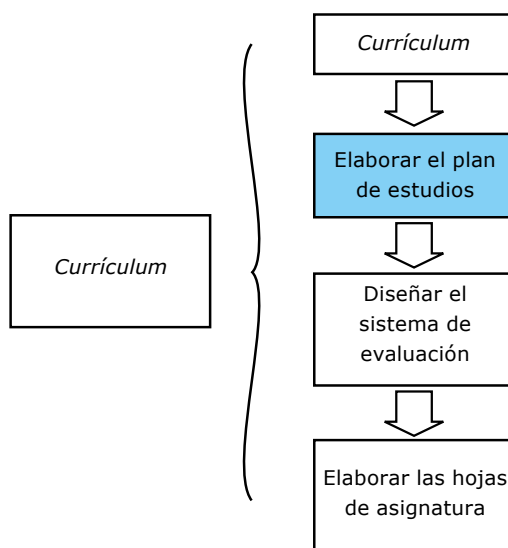 Currículum
Currículum
Elaborar el plan
de estudios
Diseñar el
sistema de
evaluación
Elaborar las hojas
de asignatura